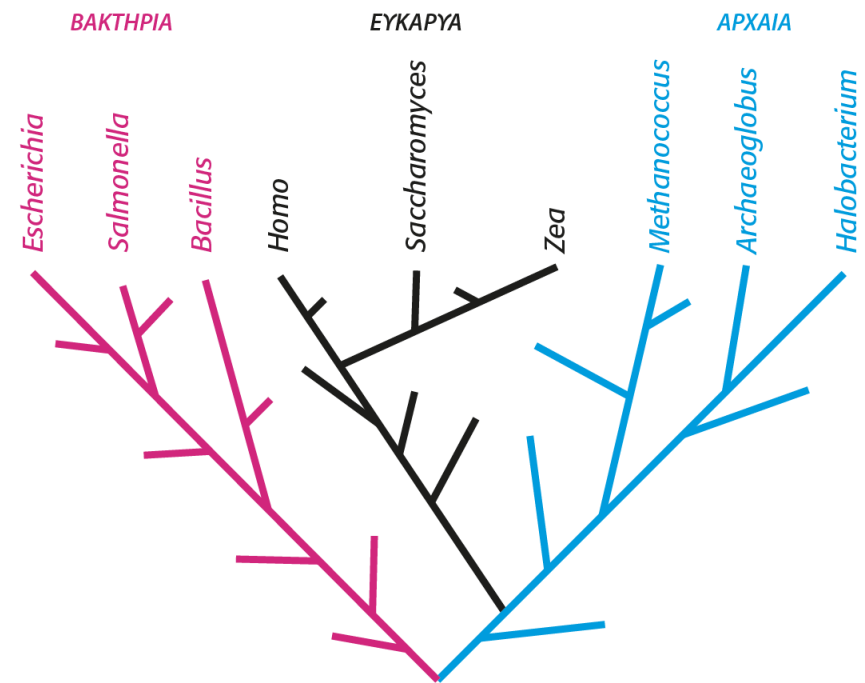 ΒΑΚΤΗΡΙΑ
ΕΥΚΑΡΥΑ
ΑΡΧΑΙΑ
Escherichia
Salmonella
Bacillus
Homo
Saccharomyces
Zea
Methanococcus
Archaeoglobus
Halobacterium